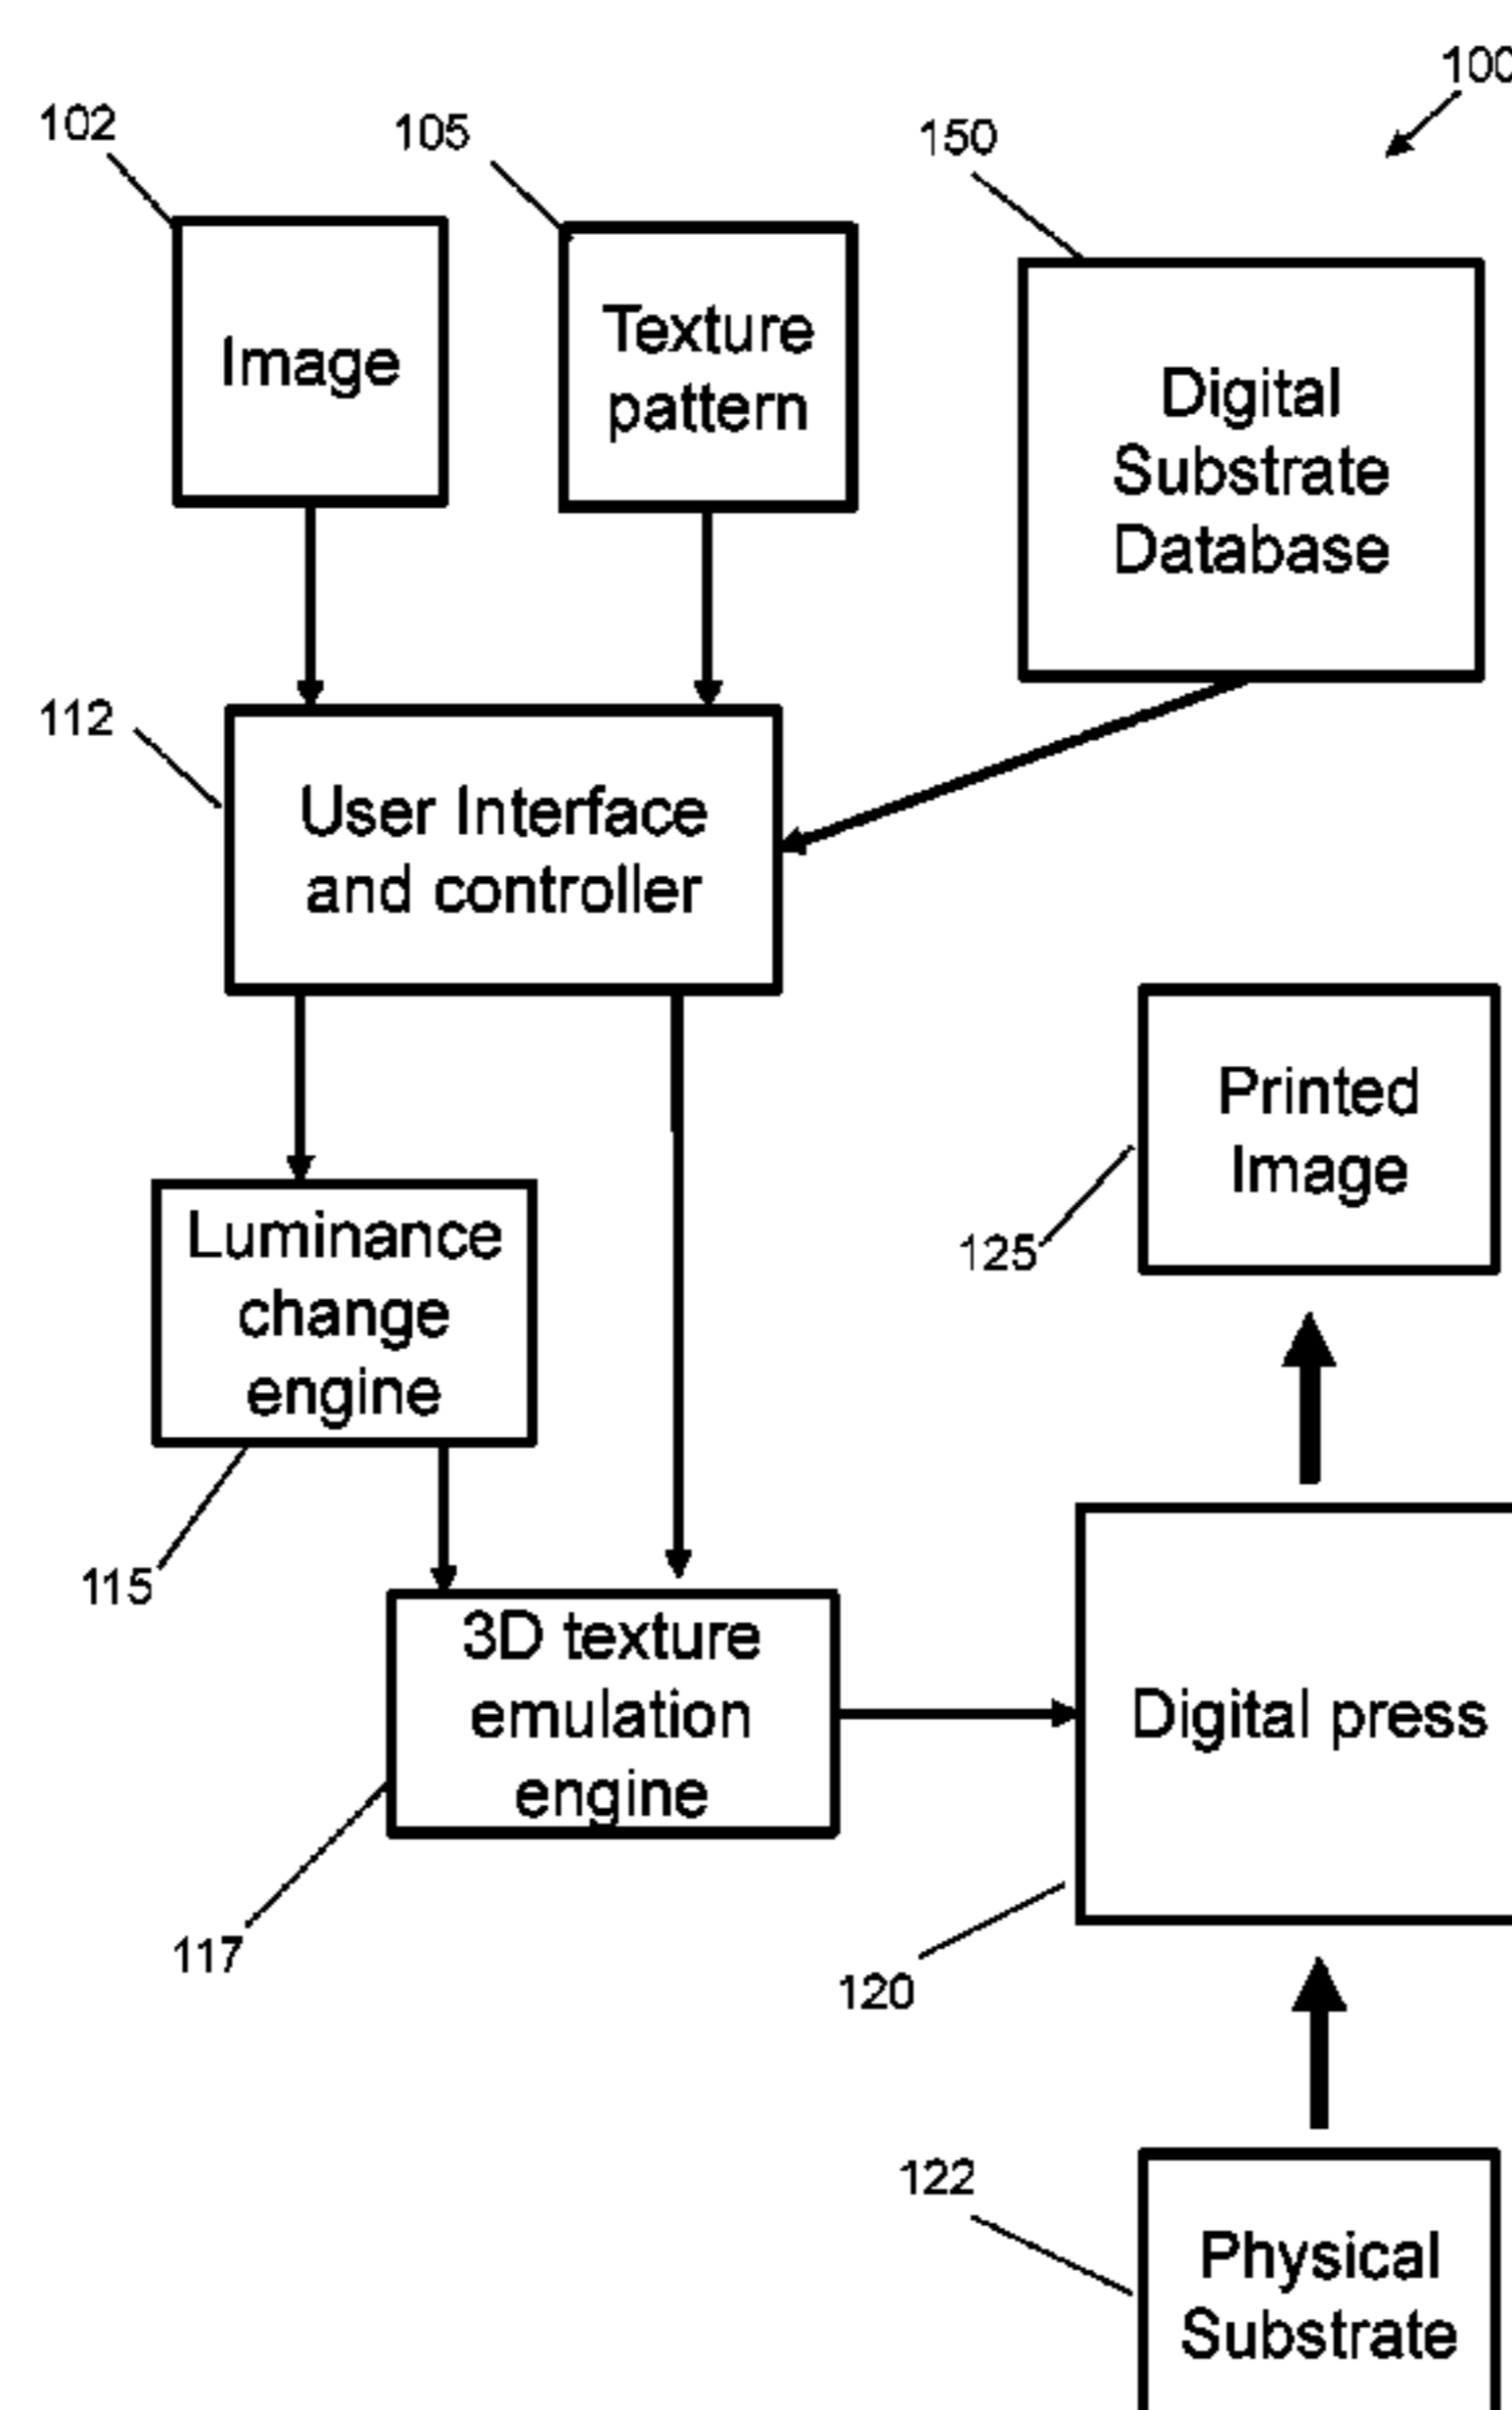 100
102
105
150
Image
Texture
pattern
Digital
Substrate
Database
112
User Interface
and controller
Printed
Image
125
Luminance
change
engine
115
3D texture
emulation
engine
Digital press
117
120
122
Physical
Substrate